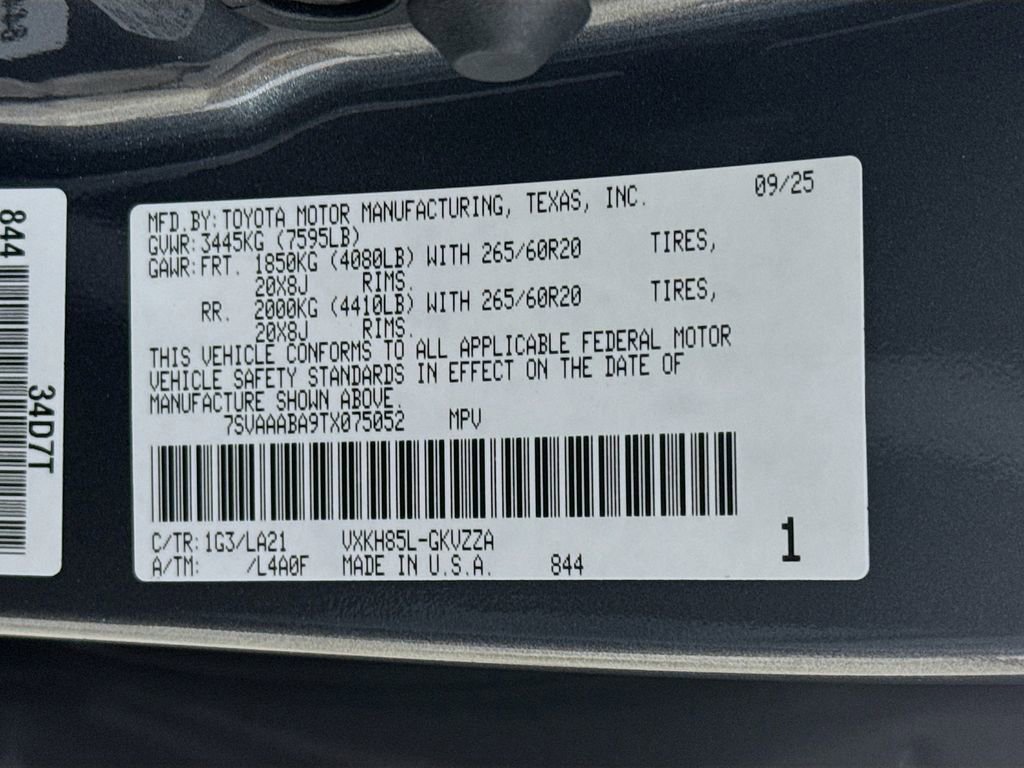 MFD.BY: TOYOTA MOTOR MANUFACTURING, TEXAS, INC. 09/25
GVWR: 3445KG (7595LB)
GAWR: FRT. 1850KG (4080LB) WITH 265/60R20 TIRES,
20X8J RIMS.
RR. 2000KG (4410LB) WITH 265/60R20 TIRES,
20X8J RIMS.
THIS VEHICLE CONFORMS TO ALL APPLICABLE FEDERAL MOTOR
VEHICLE SAFETY STANDARDS IN EFFECT ON THE DATE OF
MANUFACTURE SHOWN ABOVE.
7SVAAABA9TX075052 MPV
C/TR: 1G3/LA21 VXKH85L-GKVZZA
A/TM: /L4A0F MADE IN U.S.A. 844
1
844
34D7T